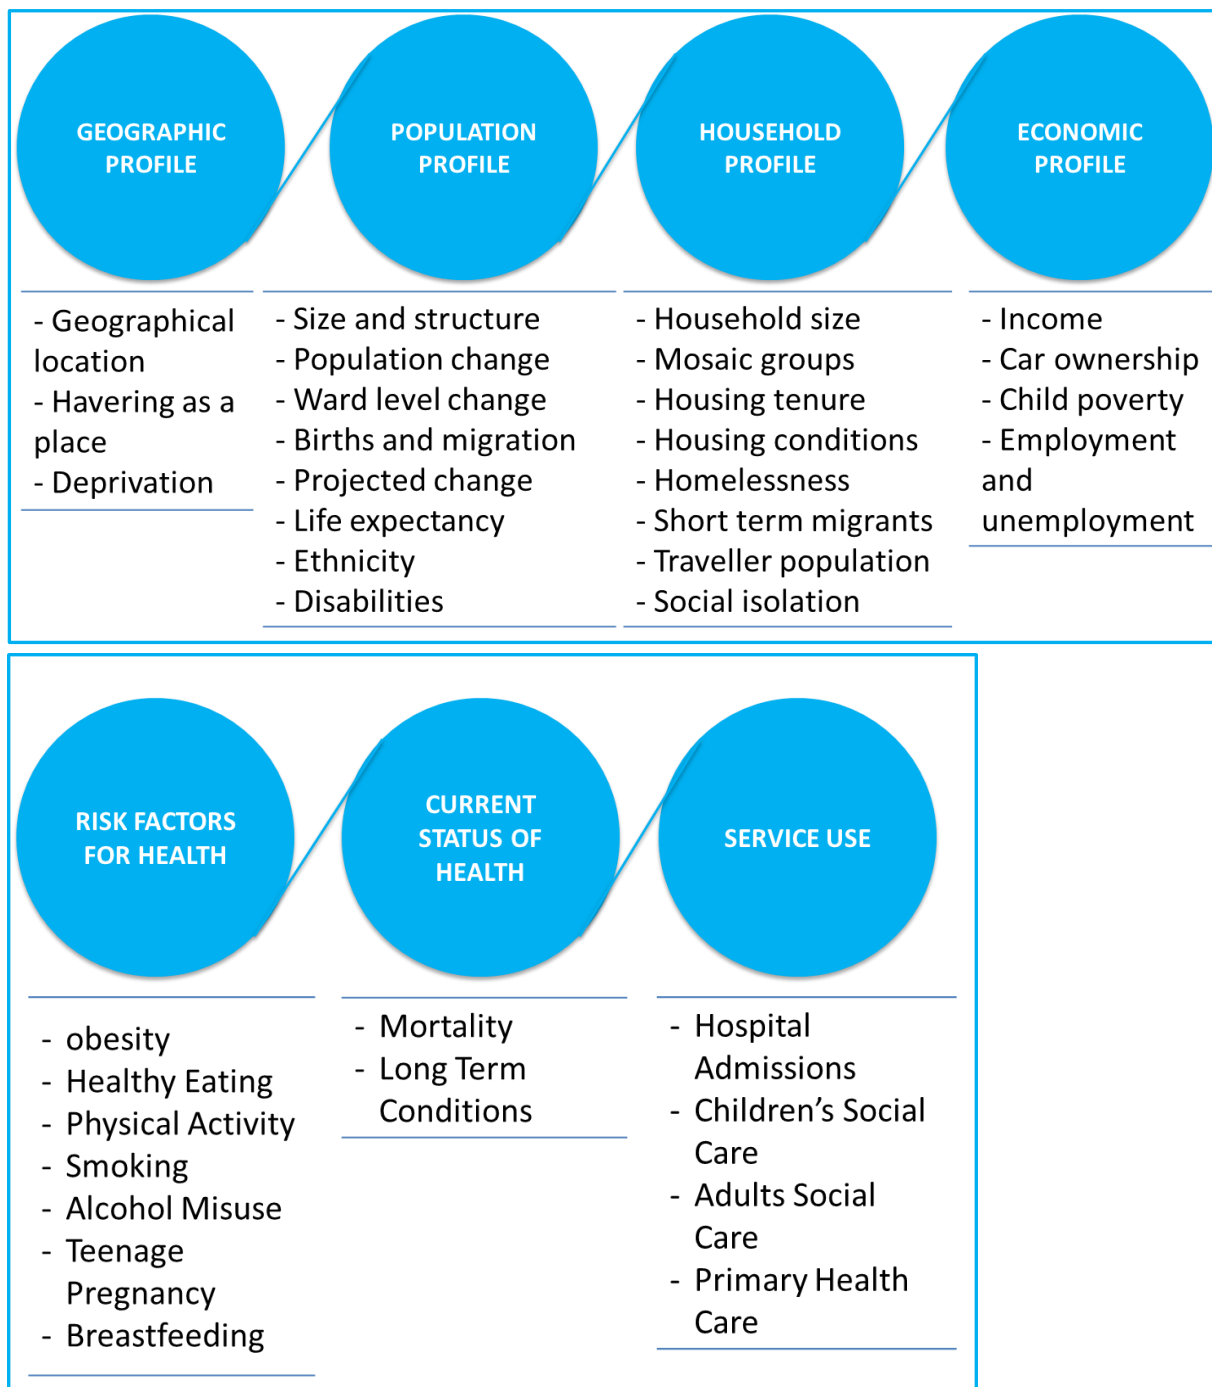 GEOGRAPHIC
PROFILE
- Geographical
location
- Havering as a
place
- Deprivation
POPULATION
PROFILE
- Size and structure
- Population change
- Ward level change
- Births and migration
- Projected change
- Life expectancy
- Ethnicity
- Disabilities
HOUSEHOLD
PROFILE
- Household size
- Mosaic groups
- Housing tenure
- Housing conditions
- Homelessness
- Short term migrants
- Traveller population
- Social isolation
ECONOMIC
PROFILE
- Income
- Car ownership
- Child poverty
- Employment
and
unemployment
RISK FACTORS
FOR HEALTH
- obesity
- Healthy Eating
- Physical Activity
- Smoking
- Alcohol Misuse
- Teenage
Pregnancy
- Breastfeeding
CURRENT
STATUS OF
HEALTH
- Mortality
- Long Term
Conditions
SERVICE USE
- Hospital
Admissions
- Children’s Social
Care
- Adults Social
Care
- Primary Health
Care